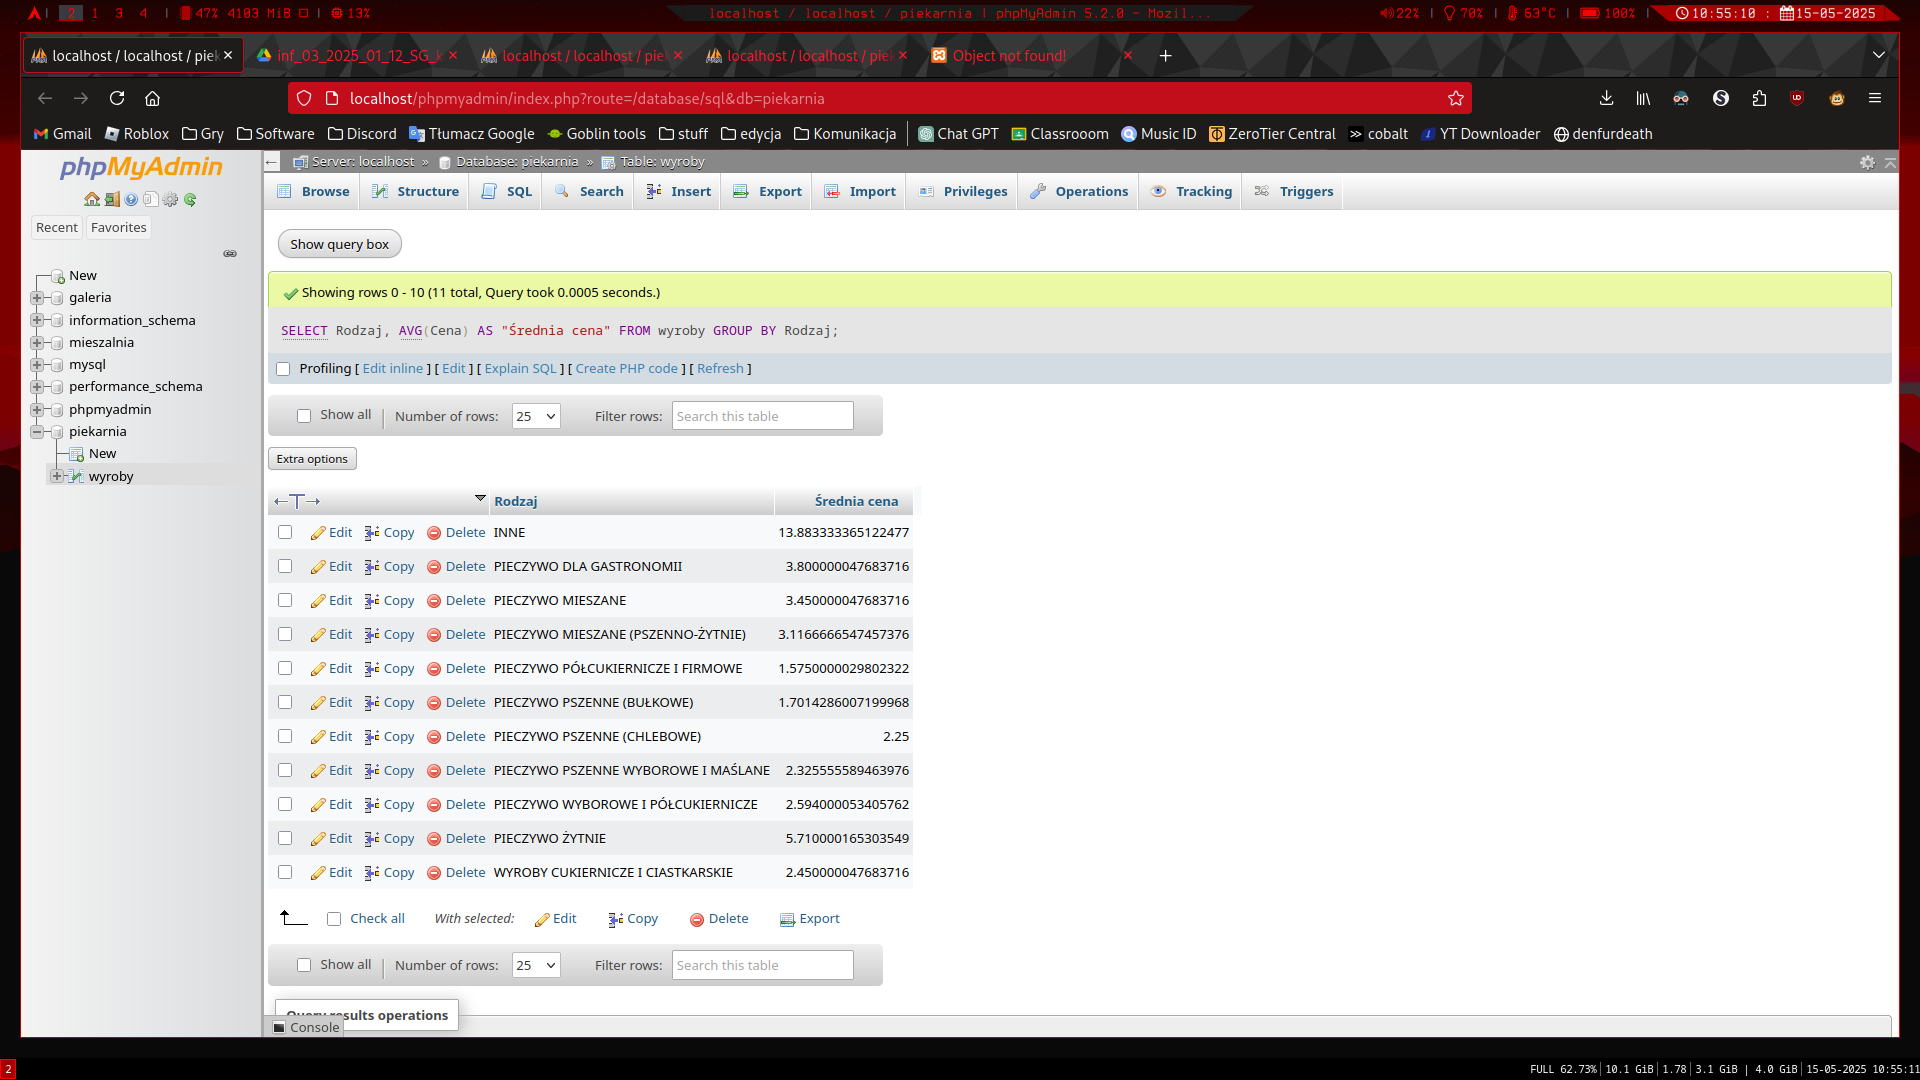 2 1 3 4 | 47% 4103 MiB | 13%
localhost / localhost / piekarnia | phpMyAdmin 5.2.0 - Mozil...
22% | 70% | 63°C | 100% | 10:55:10 : 15-05-2025
localhost / localhost / piek
inf_03_2025_01_12_SG_k
localhost / localhost / piek
localhost / localhost / piek
Object not found!
localhost/phpmyadmin/index.php?route=/database/sql&db=piekarnia
Gmail Roblox Gry Software Discord Tłumacz Google Goblin tools stuff edycja Komunikacja Chat GPT Classrooom Music ID ZeroTier Central cobalt YT Downloader denfurdeath
phpMyAdmin
Recent Favorites
New
galeria
information_schema
mieszalnia
mysql
performance_schema
phpmyadmin
piekarnia
New
wyroby
Server: localhost » Database: piekarnia » Table: wyroby
Browse Structure SQL Search Insert Export Import Privileges Operations Tracking Triggers
Show query box
Showing rows 0 - 10 (11 total, Query took 0.0005 seconds.)
SELECT Rodzaj, AVG(Cena) AS "Średnia cena" FROM wyroby GROUP BY Rodzaj;
Profiling [ Edit inline ] [ Edit ] [ Explain SQL ] [ Create PHP code ] [ Refresh ]
Show all | Number of rows: 25 Filter rows: Search this table
Extra options
Rodzaj Średnia cena
Edit Copy Delete INNE 13.883333365122477
Edit Copy Delete PIECZYWO DLA GASTRONOMII 3.800000047683716
Edit Copy Delete PIECZYWO MIESZANE 3.450000047683716
Edit Copy Delete PIECZYWO MIESZANE (PSZENNO-ŻYTNIE) 3.1166666547457376
Edit Copy Delete PIECZYWO PÓŁCUKIERNICZE I FIRMOWE 1.5750000029802322
Edit Copy Delete PIECZYWO PSZENNE (BUŁKOWE) 1.7014286007199968
Edit Copy Delete PIECZYWO PSZENNE (CHLEBOWE) 2.25
Edit Copy Delete PIECZYWO PSZENNE WYBOROWE I MAŚLANE 2.325555589463976
Edit Copy Delete PIECZYWO WYBOROWE I PÓŁCUKIERNICZE 2.594000053405762
Edit Copy Delete PIECZYWO ŻYTNIE 5.710000165303549
Edit Copy Delete WYROBY CUKIERNICZE I CIASTKARSKIE 2.450000047683716
Check all With selected: Edit Copy Delete Export
Show all | Number of rows: 25 Filter rows: Search this table
Query results operations
Console
2
FULL 62.73% | 10.1 GiB | 1.78 | 3.1 GiB | 4.0 GiB | 15-05-2025 10:55:11